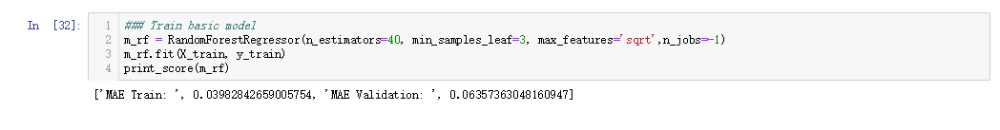 In [32]:
1 ### Train basic model
2 m_rf = RandomForestRegressor(n_estimators=40, min_samples_leaf=3, max_features='sqrt',n_jobs=-1)
3 m_rf.fit(X_train, y_train)
4 print_score(m_rf)
['MAE Train: ', 0.03982842659005754, 'MAE Validation: ', 0.06357363048160947]